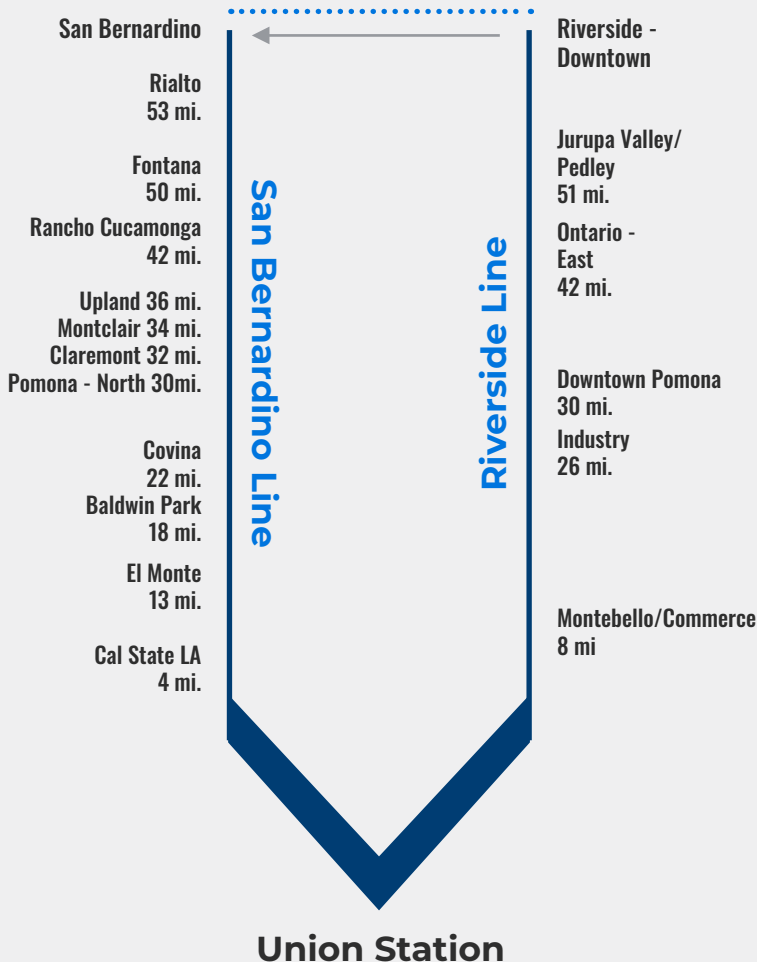 San Bernardino
Rialto
53 mi.
Fontana
50 mi.
Rancho Cucamonga
42 mi.
Upland 36 mi.
Montclair 34 mi.
Claremont 32 mi.
Pomona - North 30mi.
Covina
22 mi.
Baldwin Park
18 mi.
El Monte
13 mi.
Cal State LA
4 mi.
San Bernardino Line
Riverside Line
Riverside -
Downtown
Jurupa Valley/
Pedley
51 mi.
Ontario -
East
42 mi.
Downtown Pomona
30 mi.
Industry
26 mi.
Montebello/Commerce
8 mi
Union Station